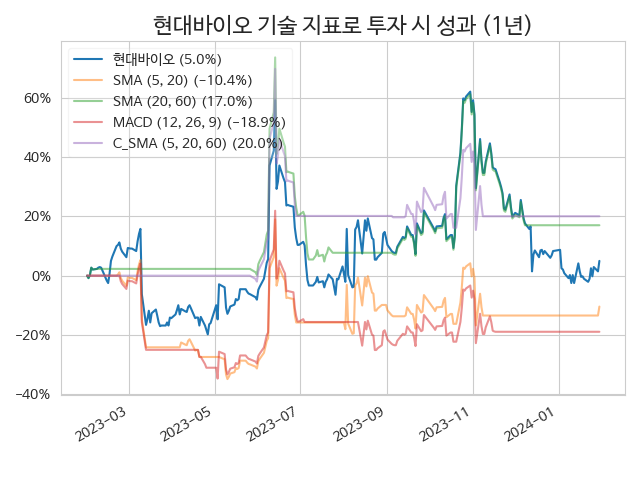 현대바이오 기술 지표로 투자 시 성과 (1년)
현대바이오 (5.0%)
SMA (5, 20) (−10.4%)
SMA (20, 60) (17.0%)
MACD (12, 26, 9) (−18.9%)
C_SMA (5, 20, 60) (20.0%)
60%
40%
20%
0%
−20%
−40%
2023−03
2023−05
2023−07
2023−09
2023−11
2024−01